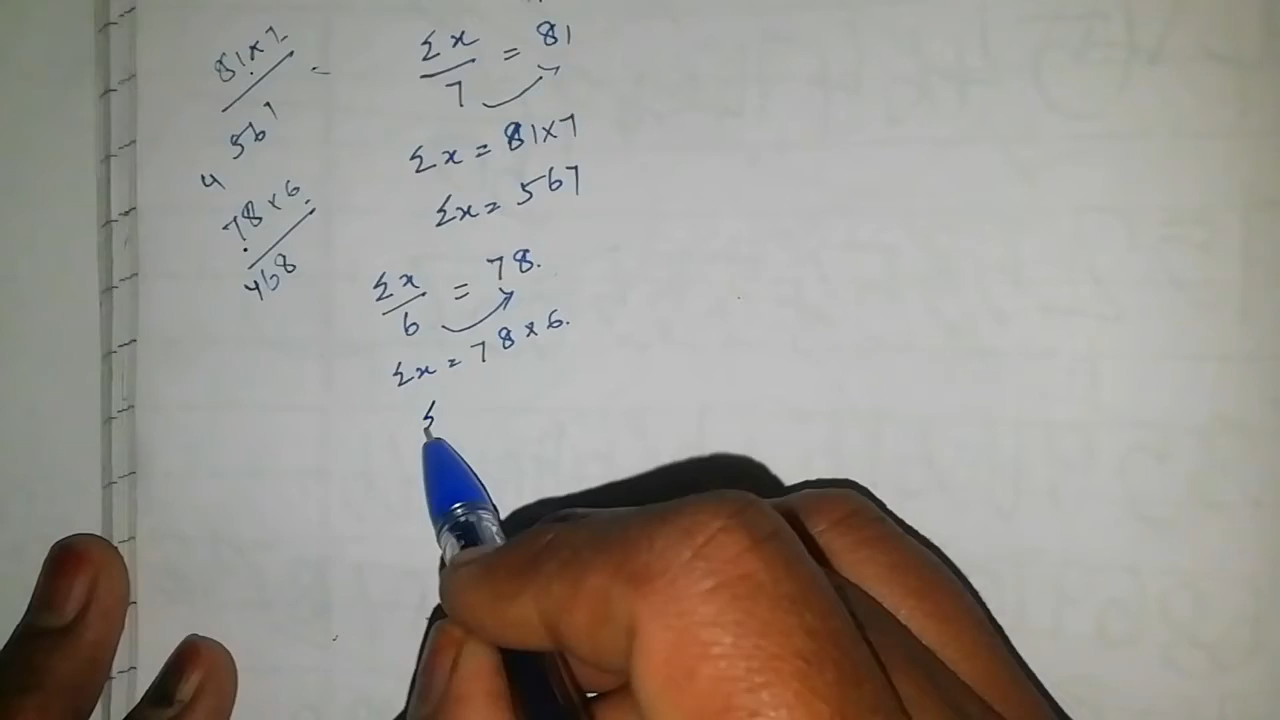 81×7
567
4
78×6.
468
Σx/7 = 81
Σx = 81×7
Σx = 567
Σx/6 = 78.
Σx = 78×6.
Σ